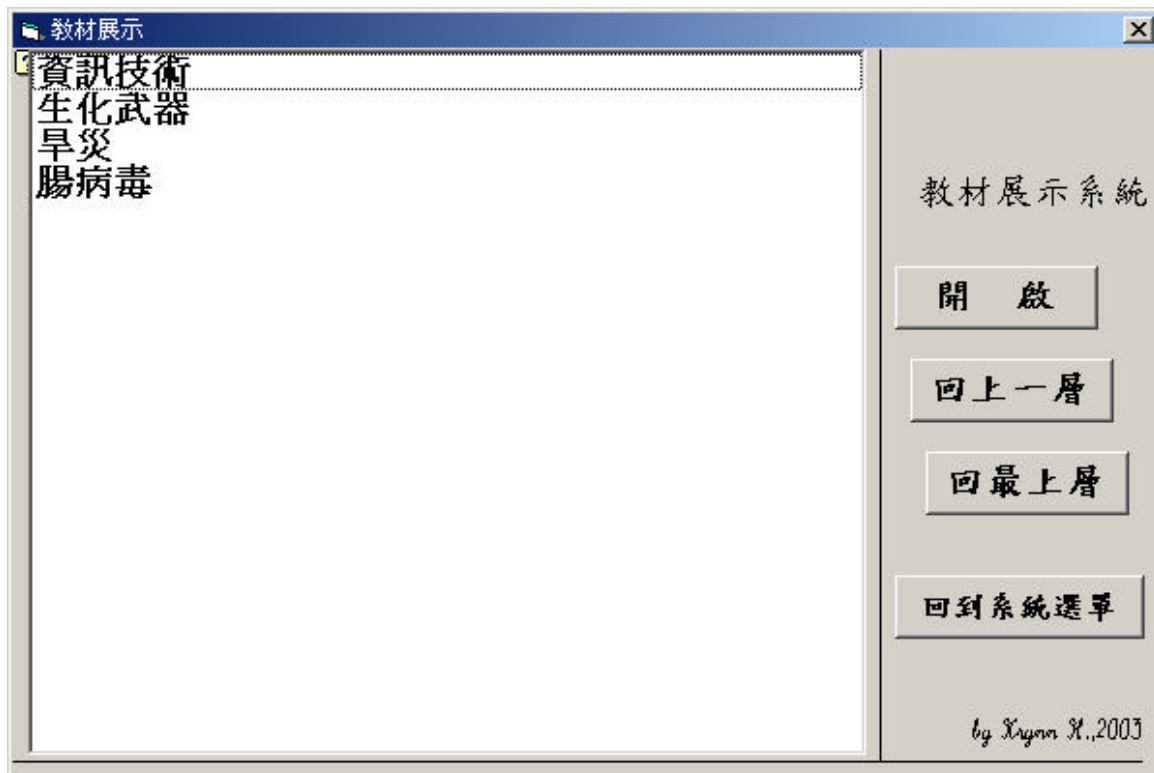 教材展示
資訊技術
生化武器
旱災
腸病毒
教材展示系統
開 啟
回上一層
回最上層
回到系統選單
by H.,2003